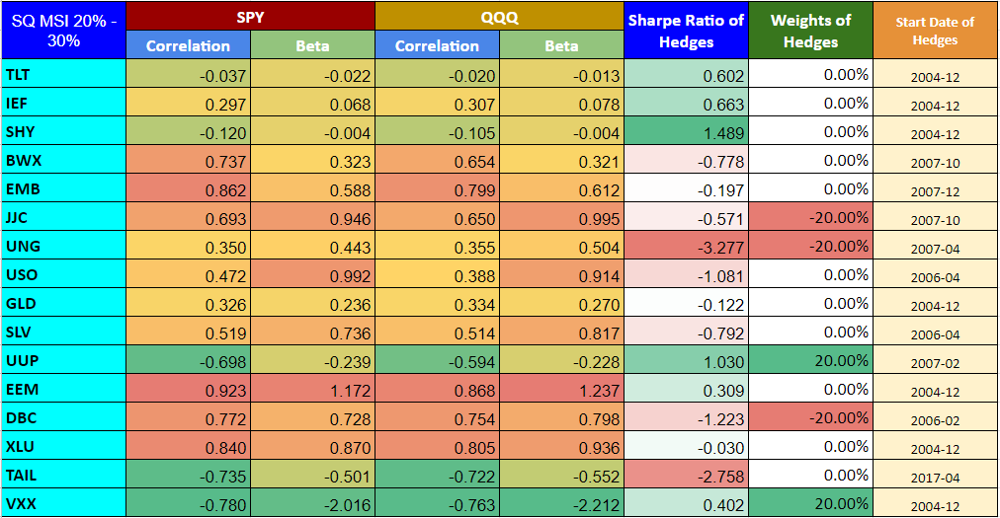 SQ MSI 20% - 30% SPY QQQ Sharpe Ratio of Hedges Weights of Hedges Start Date of Hedges
Correlation Beta Correlation Beta
TLT -0.037 -0.022 -0.020 -0.013 0.602 0.00% 2004-12
IEF 0.297 0.068 0.307 0.078 0.663 0.00% 2004-12
SHY -0.120 -0.004 -0.105 -0.004 1.489 0.00% 2004-12
BWX 0.737 0.323 0.654 0.321 -0.778 0.00% 2007-10
EMB 0.862 0.588 0.799 0.612 -0.197 0.00% 2007-12
JJC 0.693 0.946 0.650 0.995 -0.571 -20.00% 2007-10
UNG 0.350 0.443 0.355 0.504 -3.277 -20.00% 2007-04
USO 0.472 0.992 0.388 0.914 -1.081 0.00% 2006-04
GLD 0.326 0.236 0.334 0.270 -0.122 0.00% 2004-12
SLV 0.519 0.736 0.514 0.817 -0.792 0.00% 2006-04
UUP -0.698 -0.239 -0.594 -0.228 1.030 20.00% 2007-02
EEM 0.923 1.172 0.868 1.237 0.309 0.00% 2004-12
DBC 0.772 0.728 0.754 0.798 -1.223 -20.00% 2006-02
XLU 0.840 0.870 0.805 0.936 -0.030 0.00% 2004-12
TAIL -0.735 -0.501 -0.722 -0.552 -2.758 0.00% 2017-04
VXX -0.780 -2.016 -0.763 -2.212 0.402 20.00% 2004-12